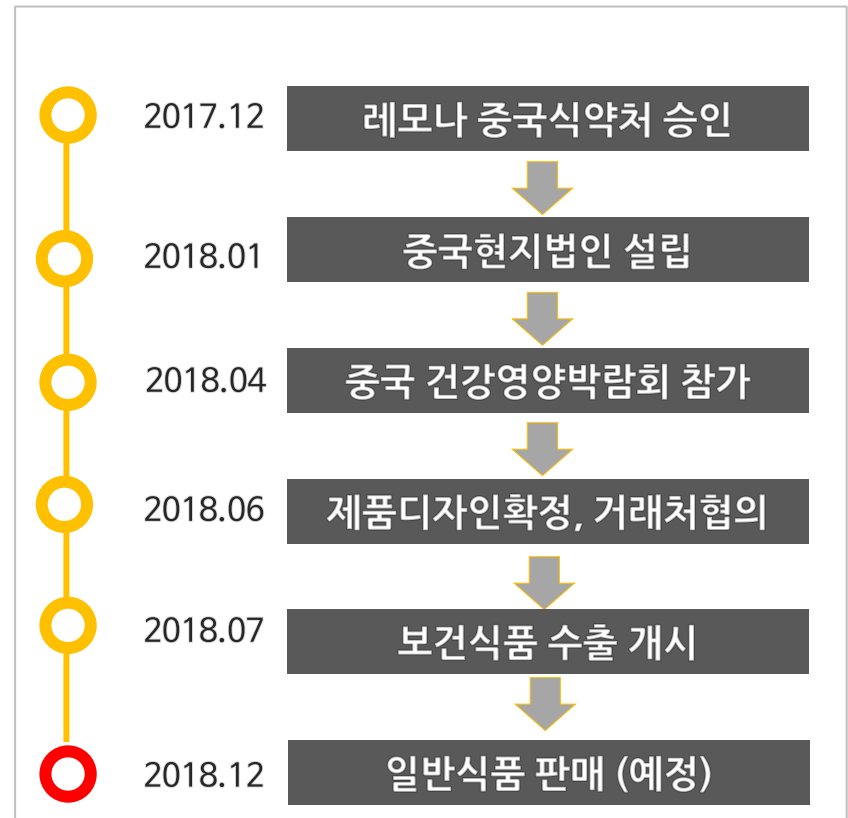 2017.12 레모나 중국식약처 승인
2018.01 중국현지법인 설립
2018.04 중국 건강영양박람회 참가
2018.06 제품디자인확정, 거래처협의
2018.07 보건식품 수출 개시
2018.12 일반식품 판매 (예정)